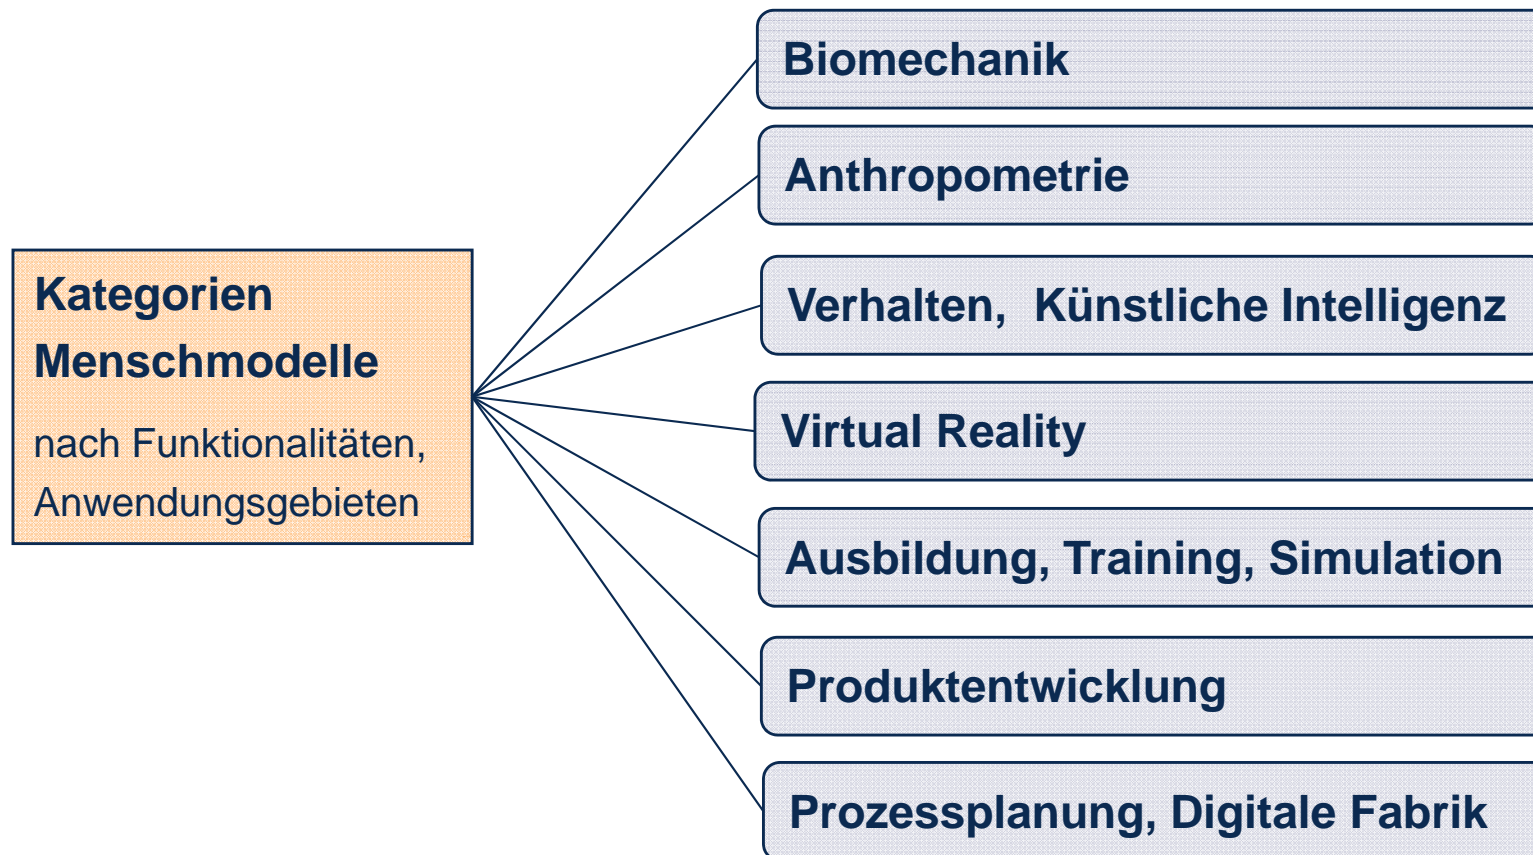 Kategorien
Menschmodelle
nach Funktionalitäten,
Anwendungsgebieten
Biomechanik
Anthropometrie
Verhalten, Künstliche Intelligenz
Virtual Reality
Ausbildung, Training, Simulation
Produktentwicklung
Prozessplanung, Digitale Fabrik